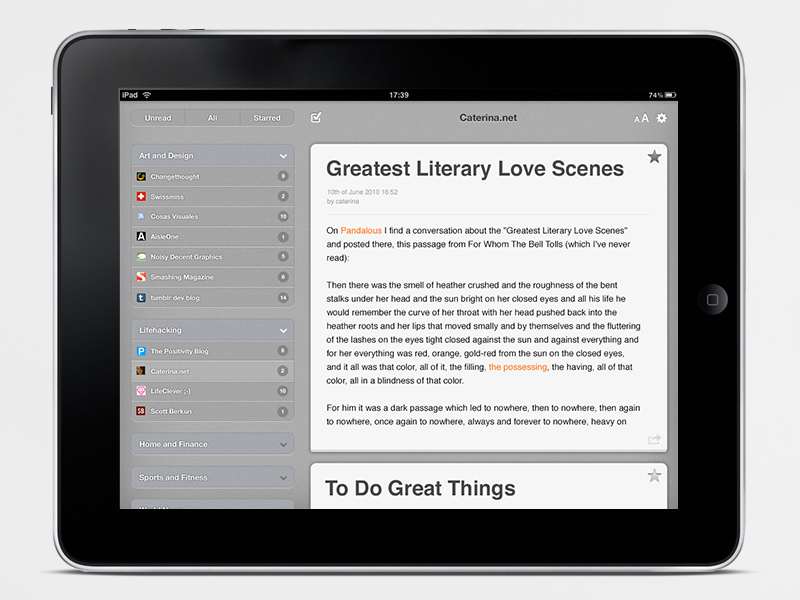 iPad 17:39 74%
Unread All Starred
Caterina.net
AA
Art and Design
Changethought 9
Swissmiss 2
Cosas Visuales 10
AisleOne 1
Noisy Decent Graphics 5
Smashing Magazine 8
tumblr dev blog 14
Lifehacking
The Positivity Blog 9
Caterina.net 2
LifeClever ;-) 10
Scott Berkun 1
Home and Finance
Sports and Fitness
Greatest Literary Love Scenes
10th of June 2010 16:52
by caterina
On Pandalous I find a conversation about the "Greatest Literary Love Scenes"
and posted there, this passage from For Whom The Bell Tolls (which I've never
read):
Then there was the smell of heather crushed and the roughness of the bent
stalks under her head and the sun bright on her closed eyes and all his life he
would remember the curve of her throat with her head pushed back into the
heather roots and her lips that moved smally and by themselves and the fluttering
of the lashes on the eyes tight closed against the sun and against everything and
for her everything was red, orange, gold-red from the sun on the closed eyes,
and it all was that color, all of it, the filling, the possessing, the having, all of that
color, all in a blindness of that color.
For him it was a dark passage which led to nowhere, then to nowhere, then again
to nowhere, once again to nowhere, always and forever to nowhere, heavy on
To Do Great Things